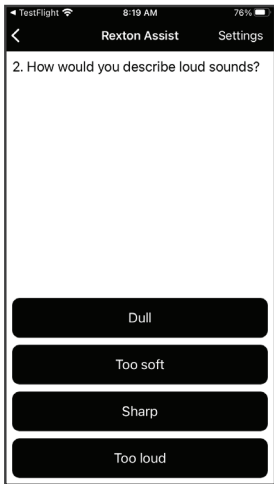 TestFlight 8:19 AM 76%
Rexton Assist Settings
2. How would you describe loud sounds?
Dull
Too soft
Sharp
Too loud